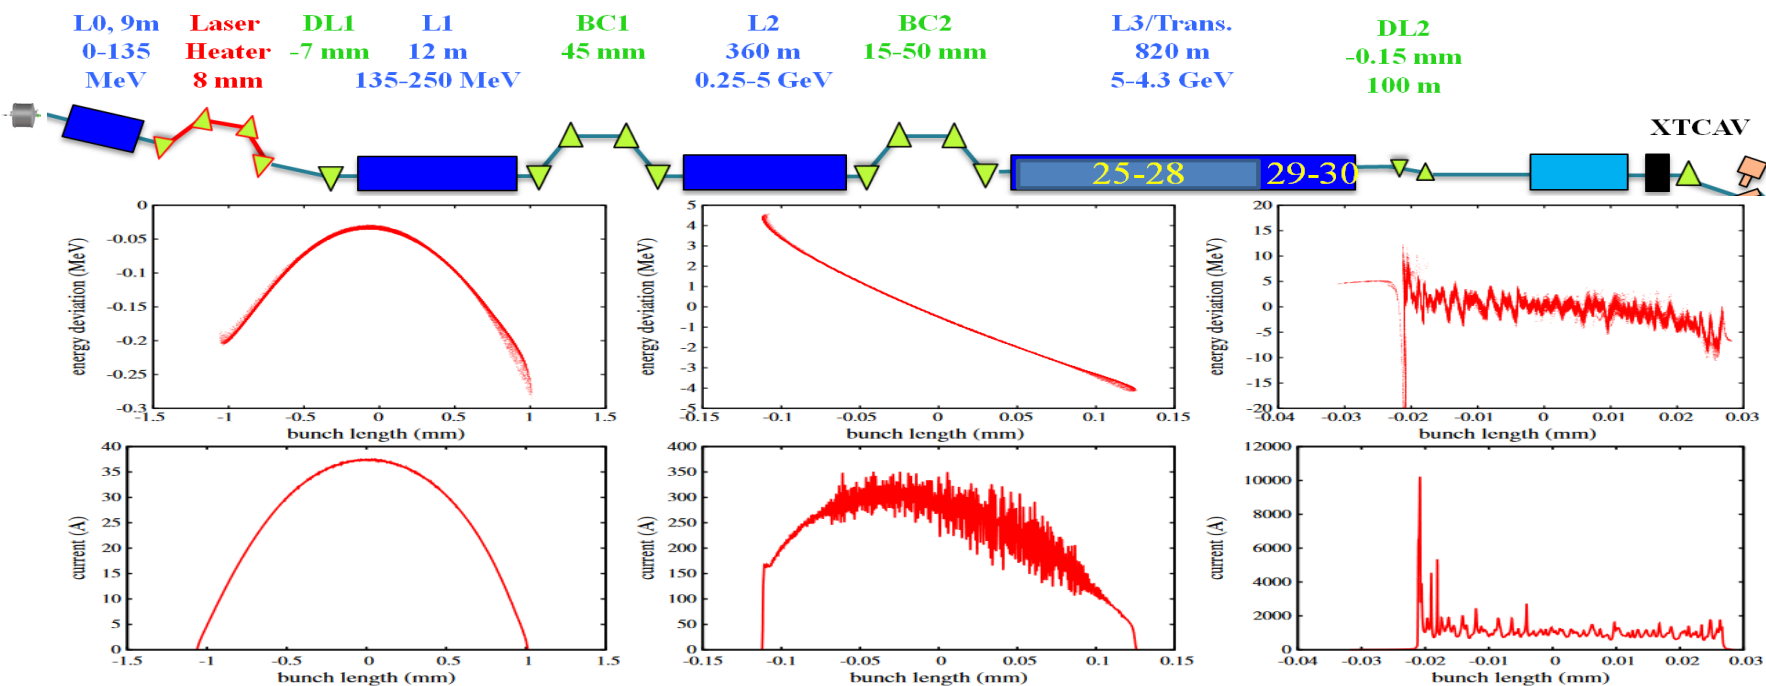 L0, 9m
0-135
MeV
Laser
Heater
8 mm
DL1
-7 mm
L1
12 m
135-250 MeV
BC1
45 mm
L2
360 m
0.25-5 GeV
BC2
15-50 mm
L3/Trans.
820 m
5-4.3 GeV
DL2
-0.15 mm
100 m
XTCAV
25-28
29-30
energy deviation (MeV)
0
-0.05
-0.1
-0.15
-0.2
-0.25
-0.3
-1.5 -1 -0.5 0 0.5 1 1.5
bunch length (mm)
energy deviation (MeV)
5
4
3
2
1
0
-1
-2
-3
-4
-5
-0.15 -0.1 -0.05 0 0.05 0.1 0.15
bunch length (mm)
energy deviation (MeV)
20
15
10
5
0
-5
-10
-15
-20
-0.04 -0.03 -0.02 -0.01 0 0.01 0.02 0.03
bunch length (mm)
current (A)
40
35
30
25
20
15
10
5
0
-1.5 -1 -0.5 0 0.5 1 1.5
bunch length (mm)
current (A)
400
350
300
250
200
150
100
50
0
-0.15 -0.1 -0.05 0 0.05 0.1 0.15
bunch length (mm)
current (A)
12000
10000
8000
6000
4000
2000
0
-0.04 -0.03 -0.02 -0.01 0 0.01 0.02 0.03
bunch length (mm)